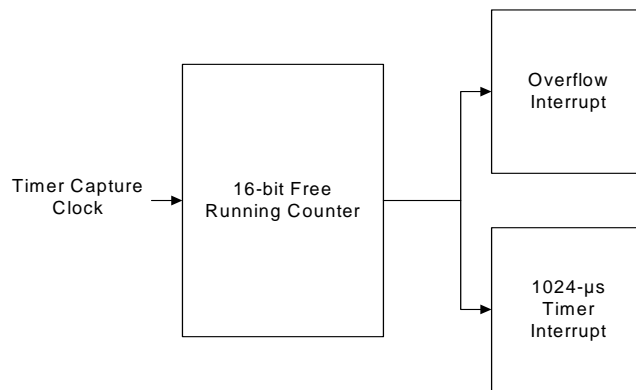 Overflow
Interrupt
Timer Capture
Clock
16-bit Free
Running Counter
1024-µs
Timer
Interrupt